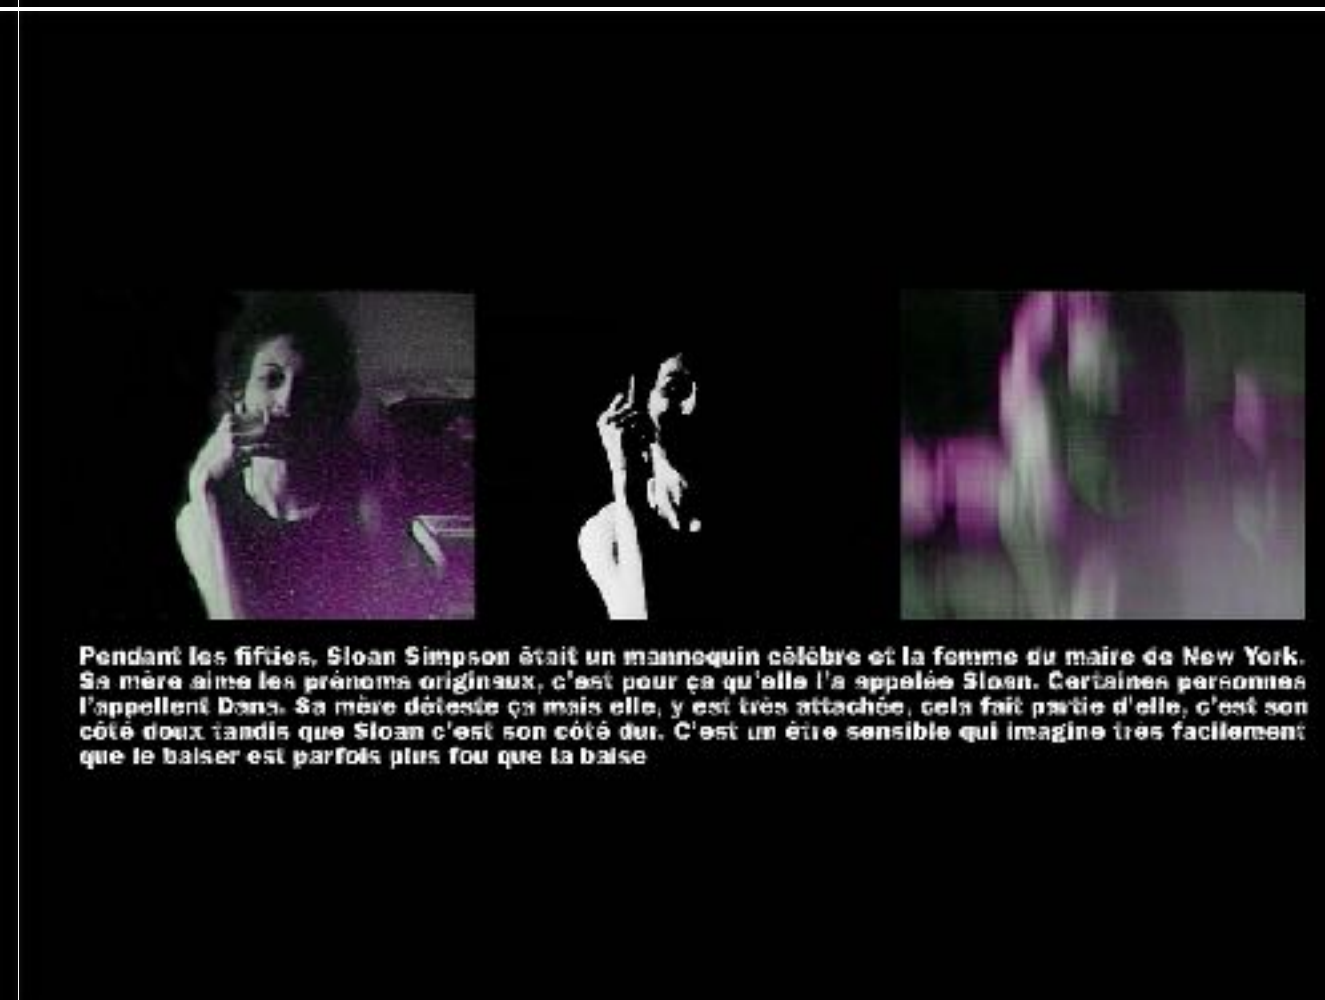 Pendant les fifties, Sloan Simpson était un mannequin célèbre et la femme du maire de New York.
Sa mère aime les prénoms originaux, c'est pour ça qu'elle l'a appelée Sloan. Certaines personnes
l'appellent Dana. Sa mère déteste ça mais elle, y est très attachée, cela fait partie d'elle, c'est son
côté doux tandis que Sloan c'est son côté dur. C'est un être sensible qui imagine très facilement
que le baiser est parfois plus fou que la baise